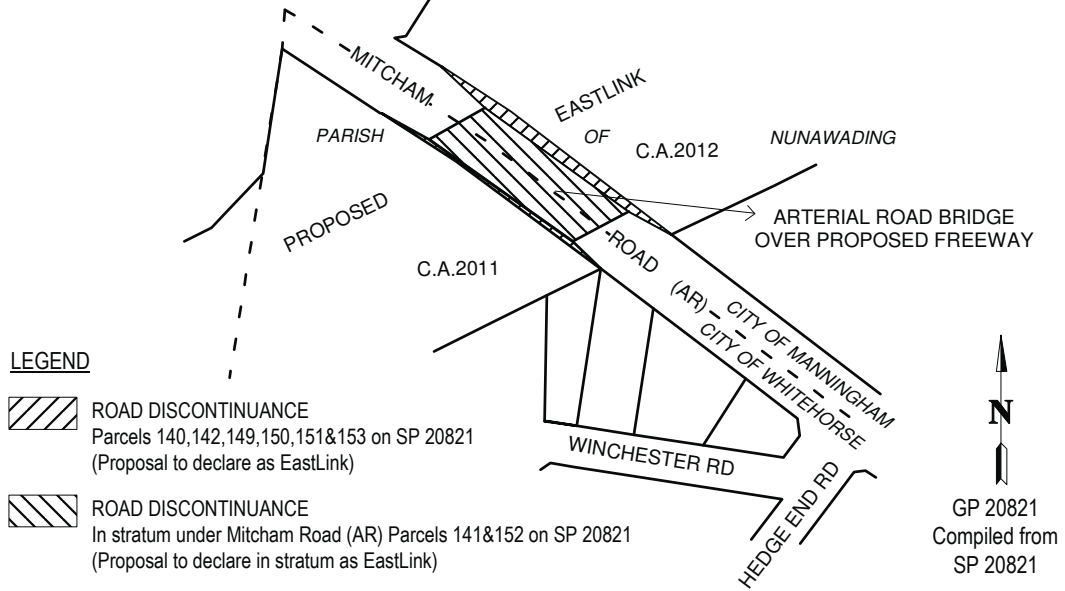 MITCHAM
EASTLINK
OF
C.A.2012
NUNAWADING
PARISH
PROPOSED
ARTERIAL ROAD BRIDGE
OVER PROPOSED FREEWAY
ROAD
(AR)
C.A.2011
CITY OF MANNINGHAM
CITY OF WHITEHORSE
WINCHESTER RD
HEDGE END RD
LEGEND
ROAD DISCONTINUANCE
Parcels 140,142,149,150,151&153 on SP 20821
(Proposal to declare as EastLink)
ROAD DISCONTINUANCE
In stratum under Mitcham Road (AR) Parcels 141&152 on SP 20821
(Proposal to declare in stratum as EastLink)
N
GP 20821
Compiled from
SP 20821